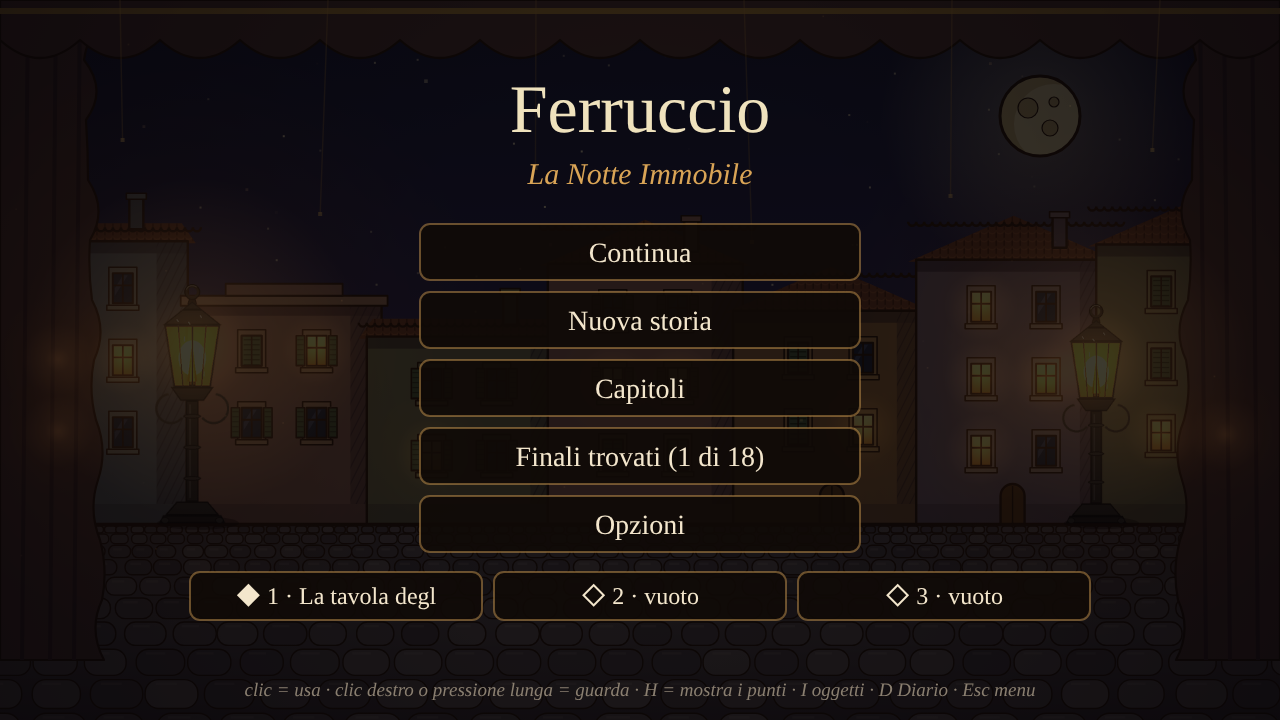 Ferruccio
La Notte Immobile
Continua
Nuova storia
Capitoli
Finali trovati (1 di 18)
Opzioni
1 · La tavola degl
2 · vuoto
3 · vuoto
clic = usa · clic destro o pressione lunga = guarda · H = mostra i punti · I oggetti · D Diario · Esc menu